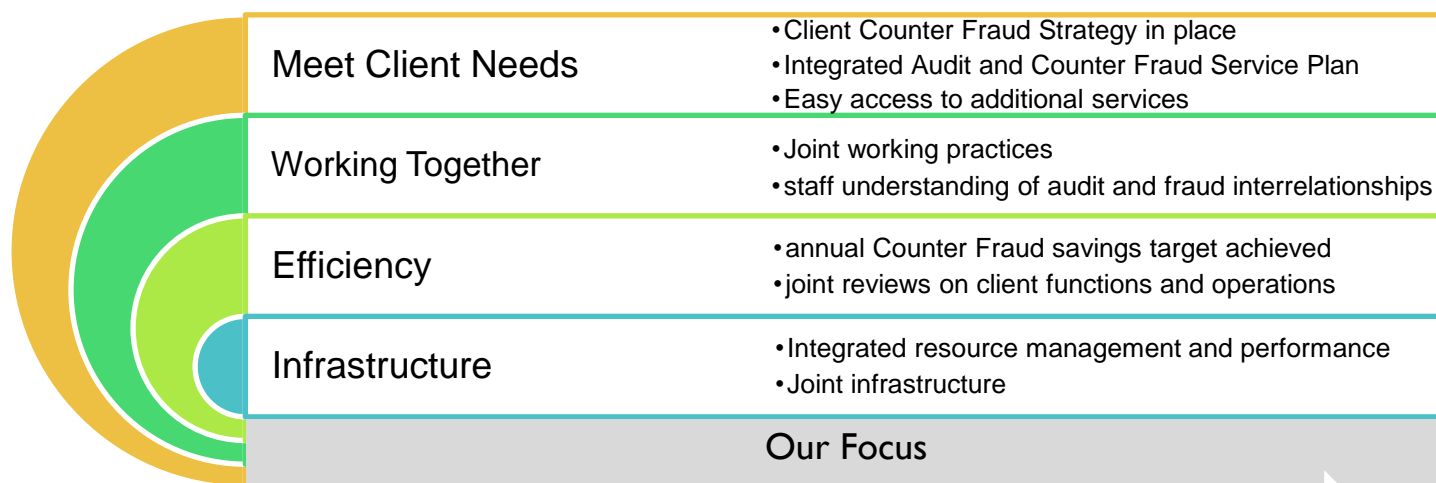 Meet Client Needs
•Client Counter Fraud Strategy in place
•Integrated Audit and Counter Fraud Service Plan
•Easy access to additional services
Working Together
•Joint working practices
•staff understanding of audit and fraud interrelationships
Efficiency
•annual Counter Fraud savings target achieved
•joint reviews on client functions and operations
Infrastructure
•Integrated resource management and performance
•Joint infrastructure
Our Focus